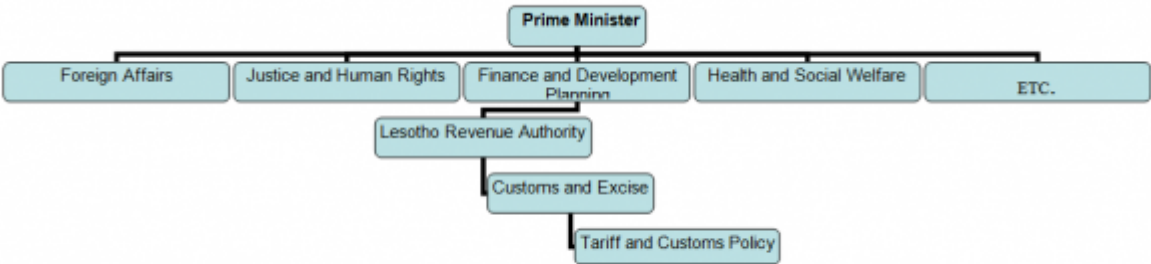 Prime Minister
Foreign Affairs
Justice and Human Rights
Finance and Development
Planning
Health and Social Welfare
ETC.
Lesotho Revenue Authority
Customs and Excise
Tariff and Customs Policy